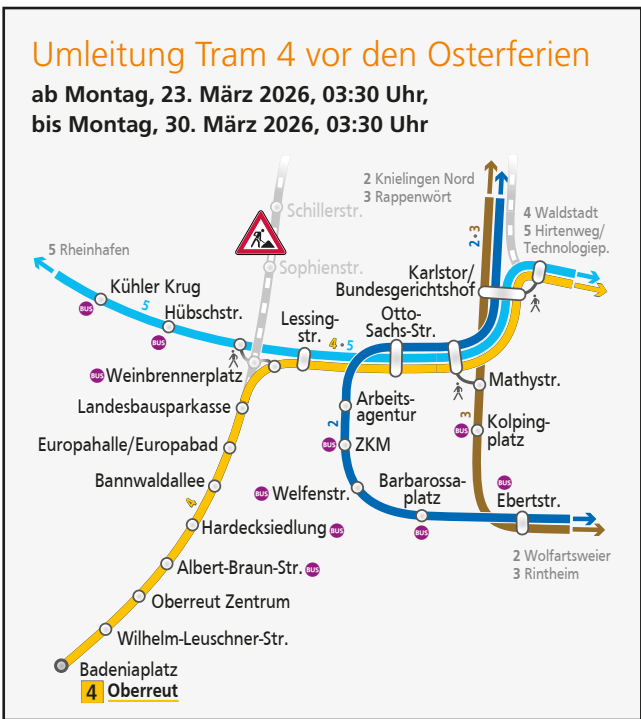 Umleitung Tram 4 vor den Osterferien
ab Montag, 23. März 2026, 03:30 Uhr,
bis Montag, 30. März 2026, 03:30 Uhr
2 Knielingen Nord
3 Rappenwört
Schillerstr.
4 Waldstadt
5 Hirtenweg/
Technologiep.
2 • 3
5 Rheinhafen
Sophienstr.
Karlstor/
Bundesgerichtshof
Kühler Krug
BUS
5
Hübschstr.
BUS
Lessing-
str.
4 • 5
Otto-
Sachs-Str.
BUS Weinbrennerplatz
Mathystr.
Landesbausparkasse
Arbeits-
agentur
2
3
BUS
Kolping-
platz
Europahalle/Europabad
BUS ZKM
Bannwaldallee
BUS Welfenstr.
Barbarossa-
platz
BUS
BUS
Ebertstr.
4
Hardecksiedlung BUS
2 Wolfartsweier
3 Rintheim
Albert-Braun-Str. BUS
Oberreut Zentrum
Wilhelm-Leuschner-Str.
Badeniaplatz
4 Oberreut